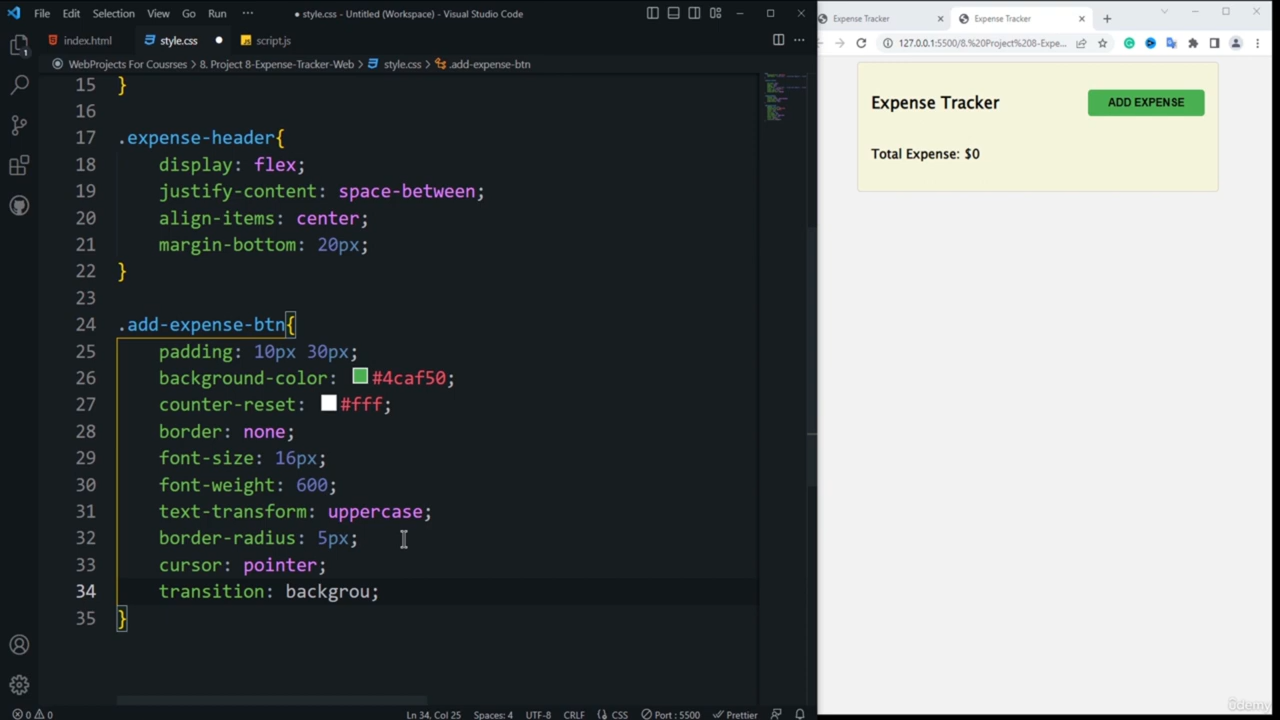 File Edit Selection View Go Run ··· ● style.css - Untitled (Workspace) - Visual Studio Code
index.html style.css ● script.js
WebProjects For Coursses > 8. Project 8-Expense-Tracker-Web > style.css > .add-expense-btn
15 }
16
17 .expense-header{
18 display: flex;
19 justify-content: space-between;
20 align-items: center;
21 margin-bottom: 20px;
22 }
23
24 .add-expense-btn{
25 padding: 10px 30px;
26 background-color: #4caf50;
27 counter-reset: #fff;
28 border: none;
29 font-size: 16px;
30 font-weight: 600;
31 text-transform: uppercase;
32 border-radius: 5px;
33 cursor: pointer;
34 transition: backgrou;
35 }
1
0 0 Ln 34, Col 25 Spaces: 4 UTF-8 CRLF CSS Port : 5500 Prettier
Expense Tracker Expense Tracker
127.0.0.1:5500/8.%20Project%208-Expe...
Expense Tracker ADD EXPENSE
Total Expense: $0
ûdemy